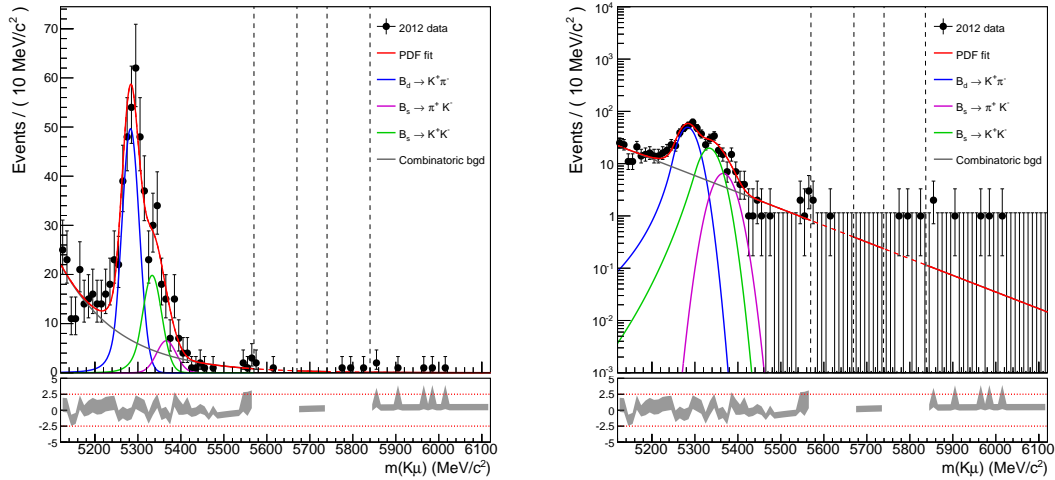 Events / ( 10 MeV/c² )
70
60
50
40
30
20
10
0
2012 data
PDF fit
B_d → K⁺π⁻
B_s → π⁺ K⁻
B_s → K⁺K⁻
Combinatoric bgd
5
2.5
0
-2.5
-5
5200 5300 5400 5500 5600 5700 5800 5900 6000 6100
m(Kμ) (MeV/c²)
Events / ( 10 MeV/c² )
10⁴
10³
10²
10
1
10⁻¹
10⁻²
10⁻³
2012 data
PDF fit
B_d → K⁺π⁻
B_s → π⁺ K⁻
B_s → K⁺K⁻
Combinatoric bgd
5
2.5
0
-2.5
-5
5200 5300 5400 5500 5600 5700 5800 5900 6000 6100
m(Kμ) (MeV/c²)